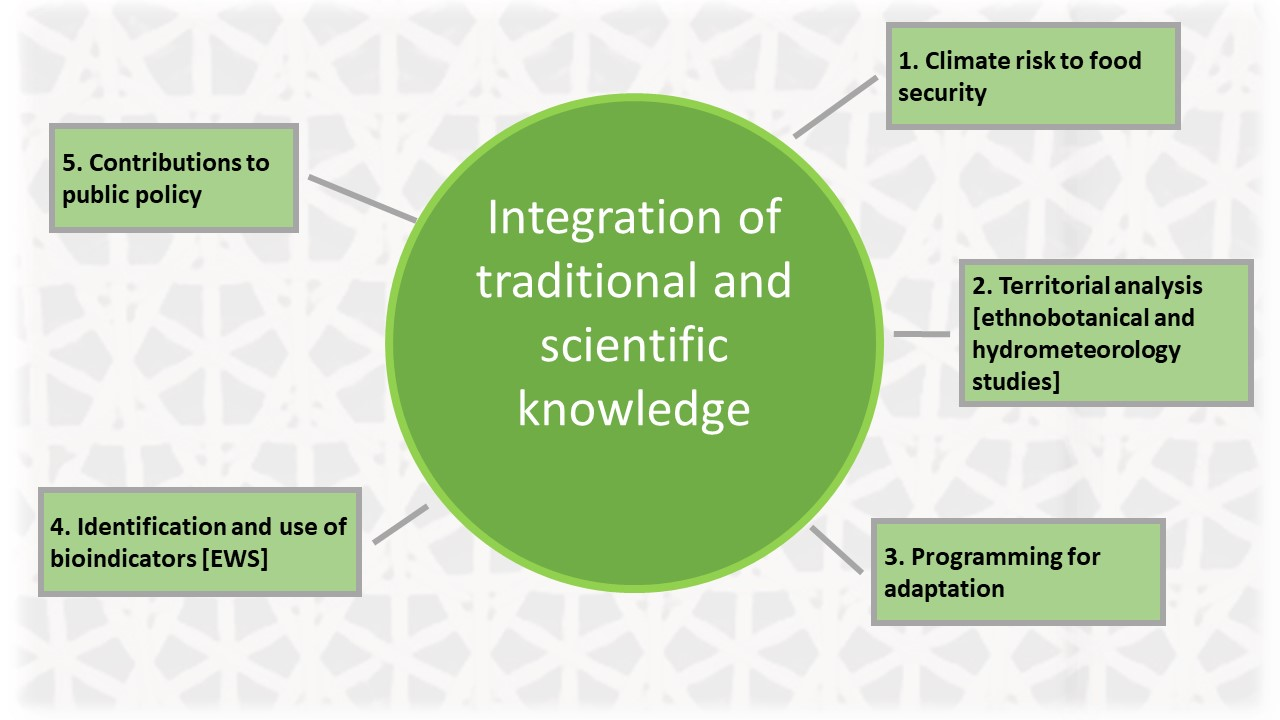 Integration of
traditional and
scientific
knowledge
1. Climate risk to food
security
2. Territorial analysis
[ethnobotanical and
hydrometeorology
studies]
3. Programming for
adaptation
4. Identification and use of
bioindicators [EWS]
5. Contributions to
public policy